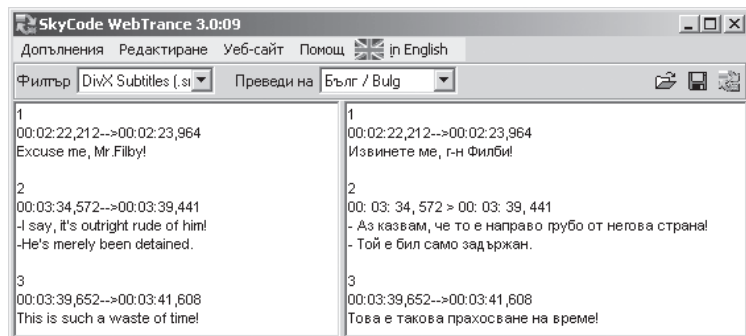 SkyCode WebTrance 3.0:09
Допълнения Редактиране Уеб-сайт Помощ in English
Филтър DivX Subtitles (.sı Преведи на Бълг / Bulg
1
00:02:22,212-->00:02:23,964
Excuse me, Mr.Filby!
2
00:03:34,572-->00:03:39,441
-I say, it's outright rude of him!
-He's merely been detained.
3
00:03:39,652-->00:03:41,608
This is such a waste of time!
1
00:02:22,212-->00:02:23,964
Извинете ме, г-н Филби!
2
00: 03: 34, 572 > 00: 03: 39, 441
- Аз казвам, че то е направо грубо от негова страна!
- Той е бил само задържан.
3
00:03:39,652-->00:03:41,608
Това е такова прахосване на време!